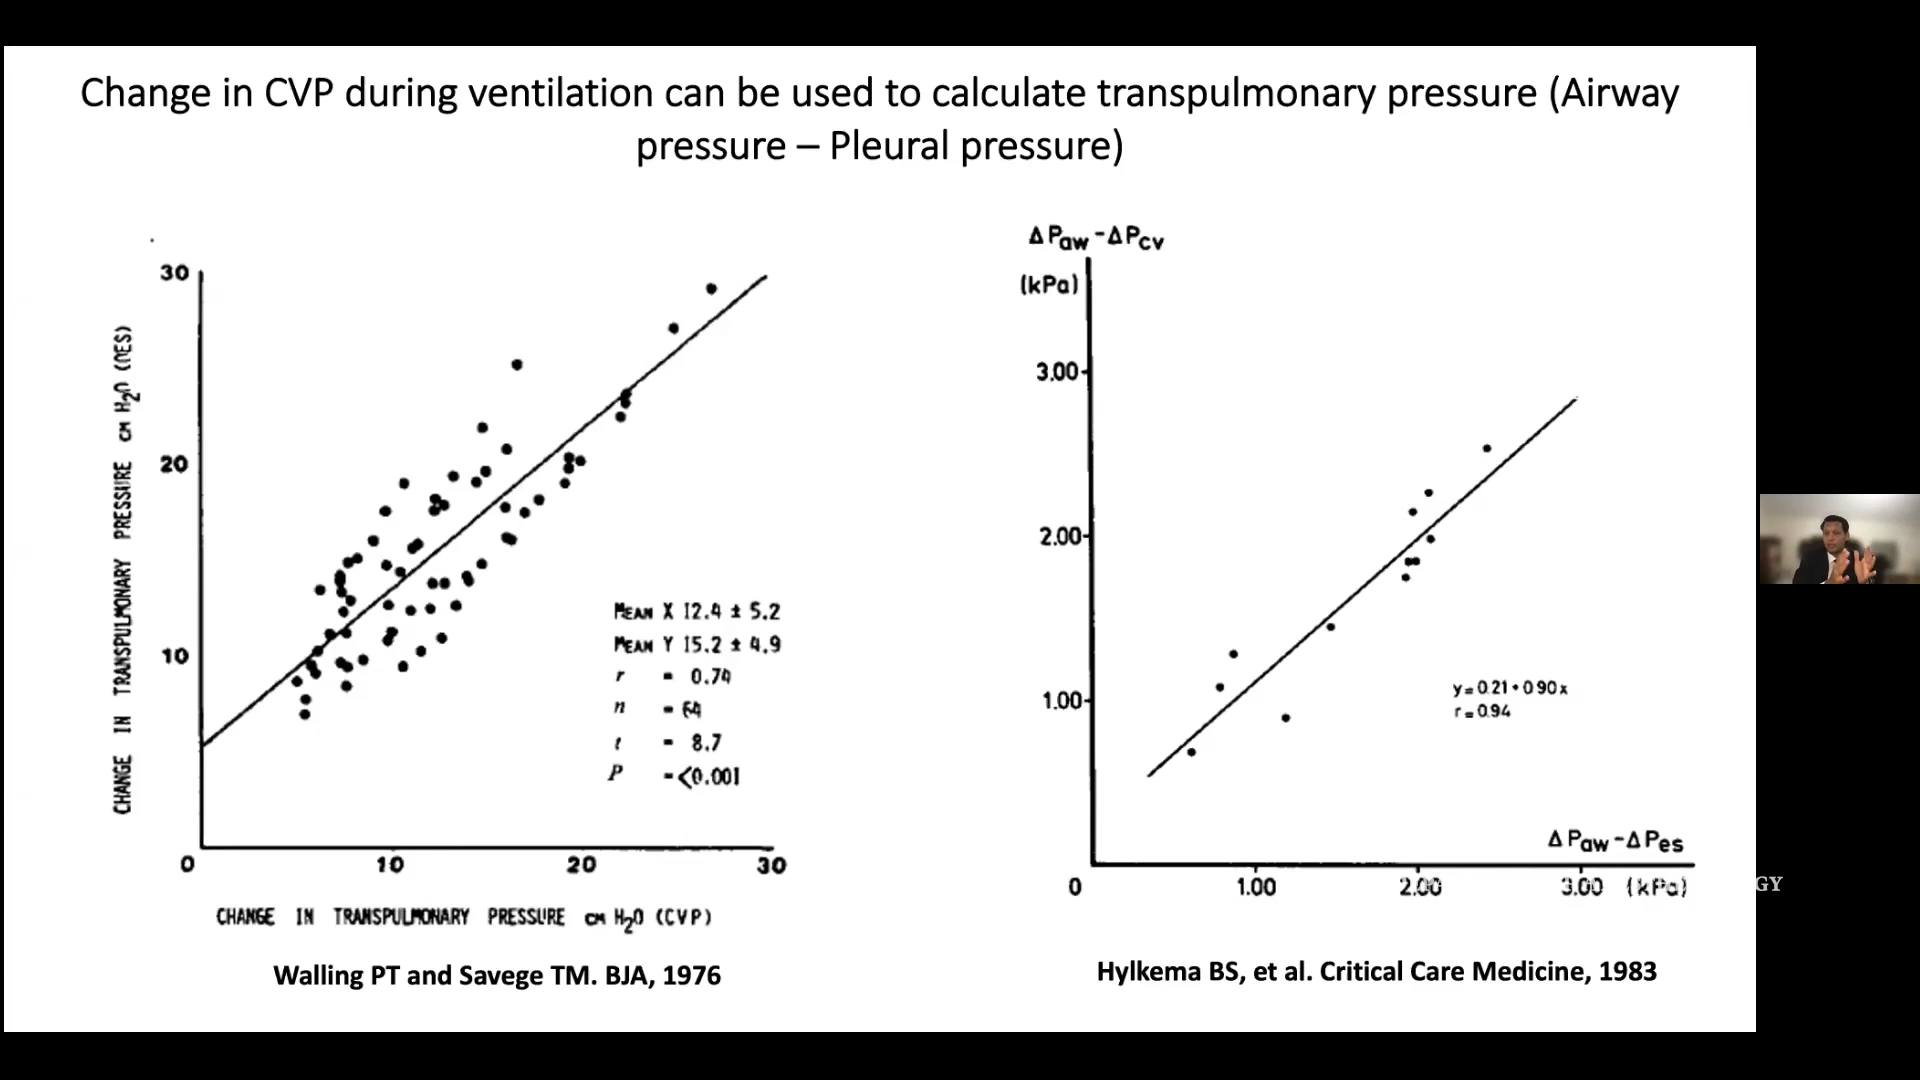 Change in CVP during ventilation can be used to calculate transpulmonary pressure (Airway
pressure – Pleural pressure)
30
20
10
0
10
20
30
CHANGE IN TRANSPULMONARY PRESSURE CM H2O (OES)
MEAN X 12.4 ± 5.2
MEAN Y 15.2 ± 4.9
r = 0.74
n = 64
t = 8.7
P = <0.001
CHANGE IN TRANSPULMONARY PRESSURE CM H2O (CVP)
Walling PT and Savege TM. BJA, 1976
ΔPaw -ΔPcv
(kPa)
3.00
2.00
1.00
y = 0.21 + 0.90 x
r = 0.94
ΔPaw -ΔPes
0
1.00
2.00
3.00 (kPa)
GY
Hylkema BS, et al. Critical Care Medicine, 1983